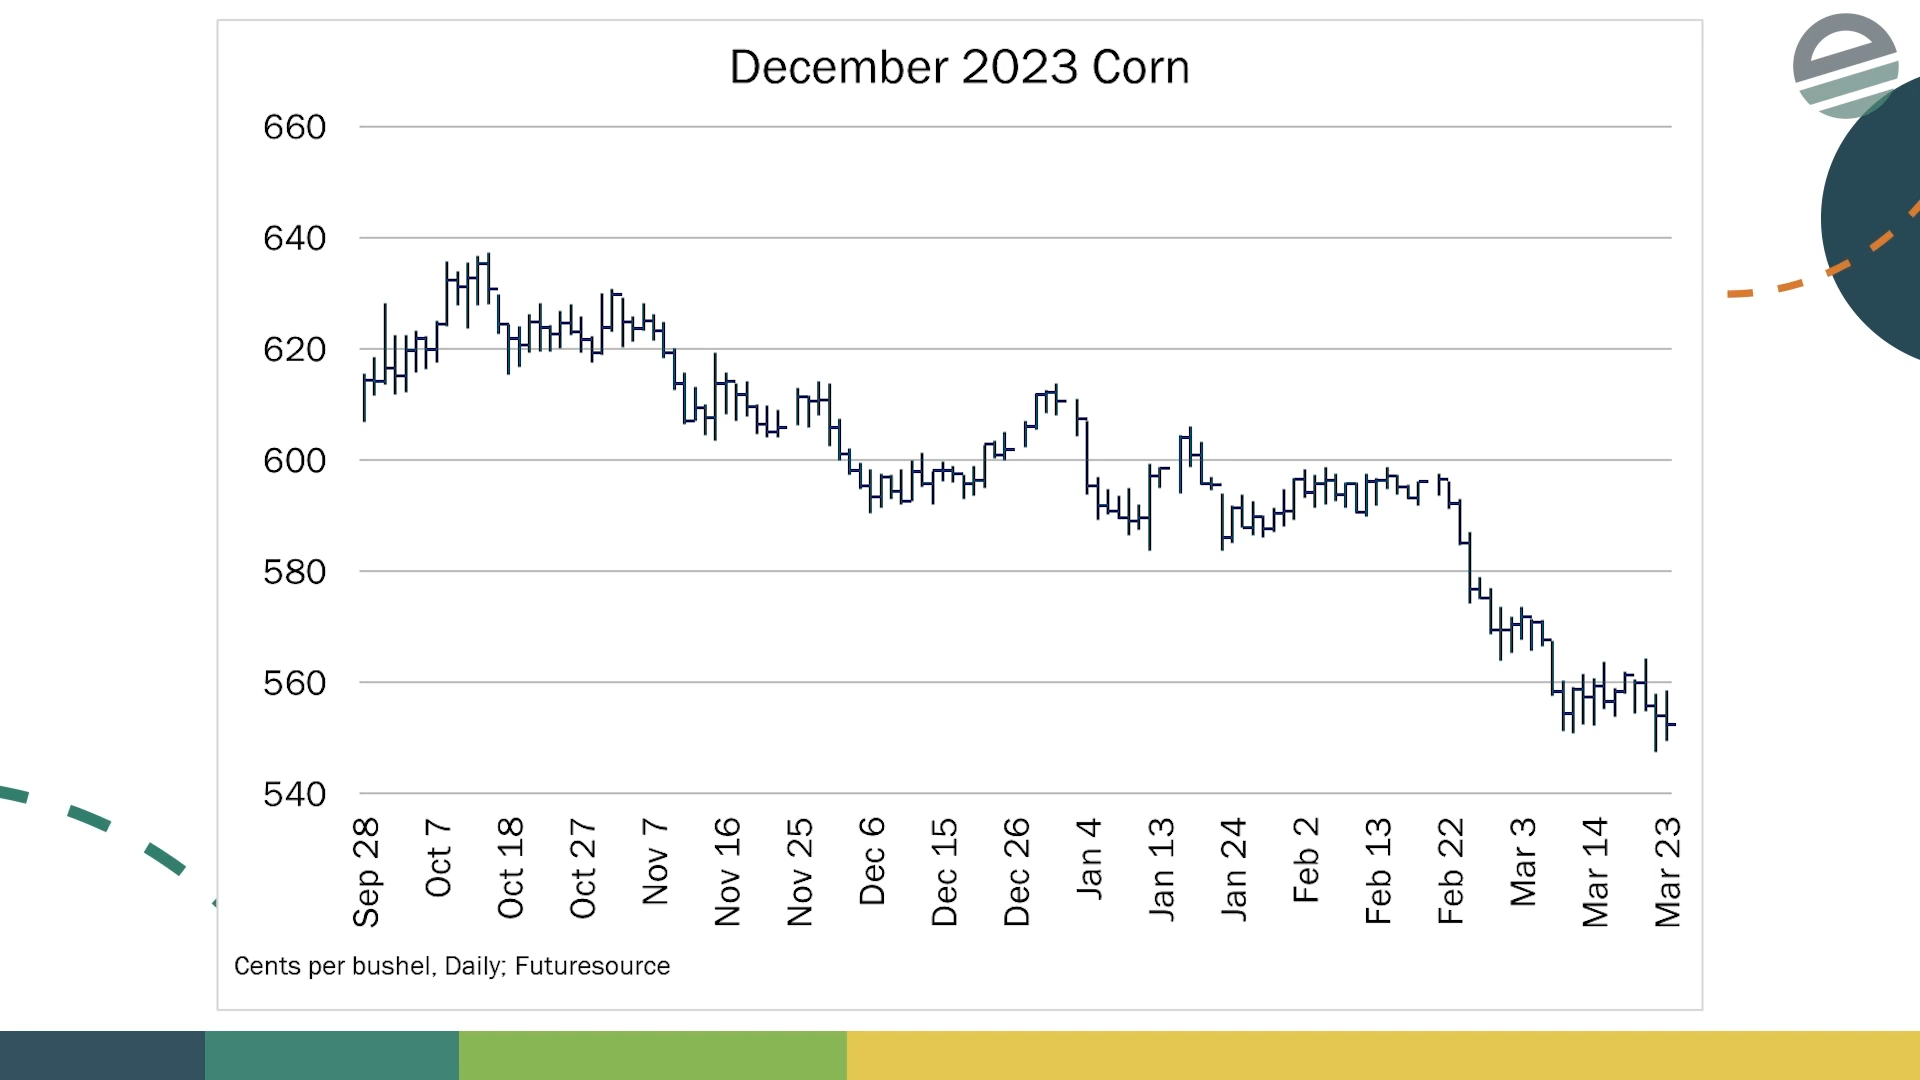 December 2023 Corn
660
640
620
600
580
560
540
Sep 28
Oct 7
Oct 18
Oct 27
Nov 7
Nov 16
Nov 25
Dec 6
Dec 15
Dec 26
Jan 4
Jan 13
Jan 24
Feb 2
Feb 13
Feb 22
Mar 3
Mar 14
Mar 23
Cents per bushel, Daily; Futuresource